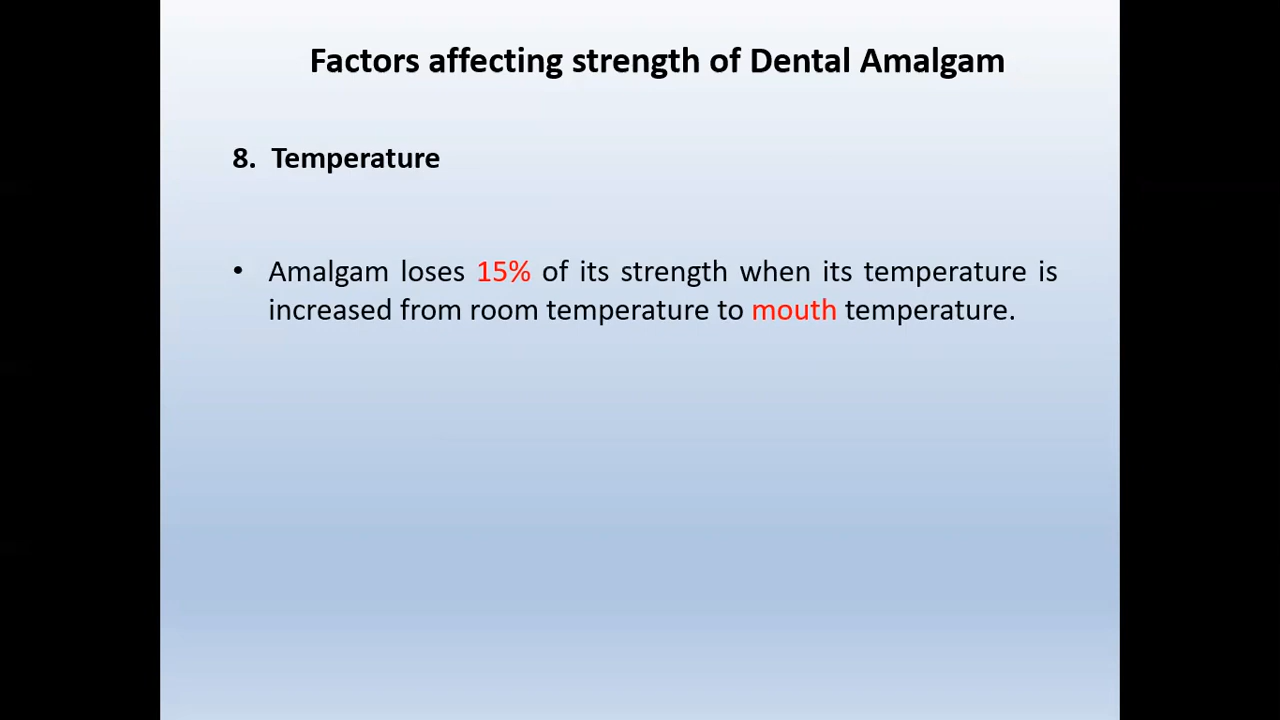 Factors affecting strength of Dental Amalgam
8. Temperature
• Amalgam loses 15% of its strength when its temperature is
increased from room temperature to mouth temperature.